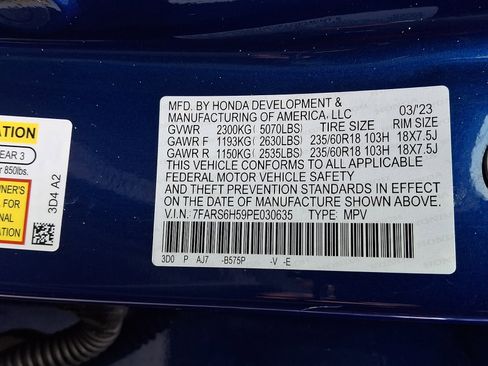 ATION
EAR 3
850lbs.
NER'S
FOR
ONAL
ATION
3D4 A2
MFD. BY HONDA DEVELOPMENT &
MANUFACTURING OF AMERICA, LLC 03/'23
GVWR 2300KG (5070LBS) TIRE SIZE RIM SIZE
GAWR F 1193KG (2630LBS) 235/60R18 103H 18X7.5J
GAWR R 1150KG (2535LBS) 235/60R18 103H 18X7.5J
THIS VEHICLE CONFORMS TO ALL APPLICABLE
FEDERAL MOTOR VEHICLE SAFETY
AND THEFT PREVENTION STANDARDS IN EFFECT
ON THE DATE OF MANUFACTURE SHOWN ABOVE.
V.I.N. 7FARS6H59PE030635 TYPE: MPV
3D0 P AJ7 -B575P -V -E